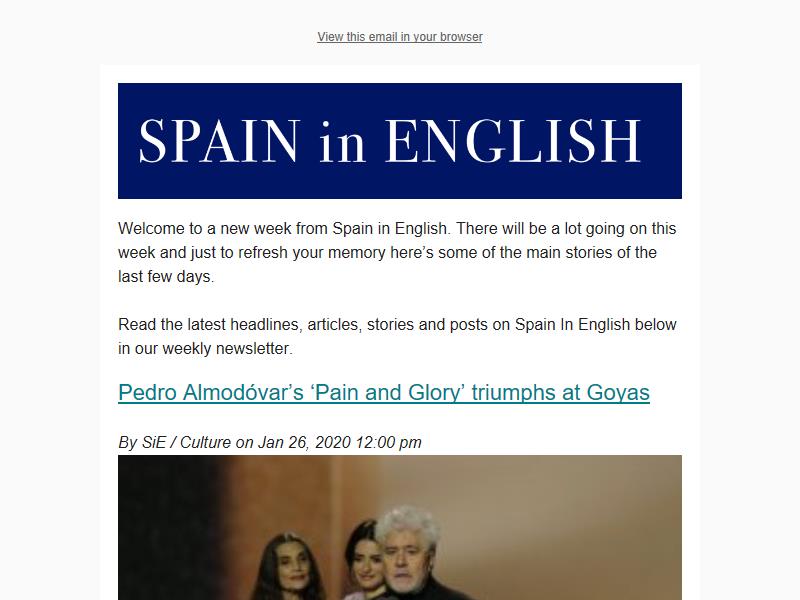 View this email in your browser
SPAIN in ENGLISH
Welcome to a new week from Spain in English. There will be a lot going on this
week and just to refresh your memory here’s some of the main stories of the
last few days.
Read the latest headlines, articles, stories and posts on Spain In English below
in our weekly newsletter.
Pedro Almodóvar’s ‘Pain and Glory’ triumphs at Goyas
By SiE / Culture on Jan 26, 2020 12:00 pm